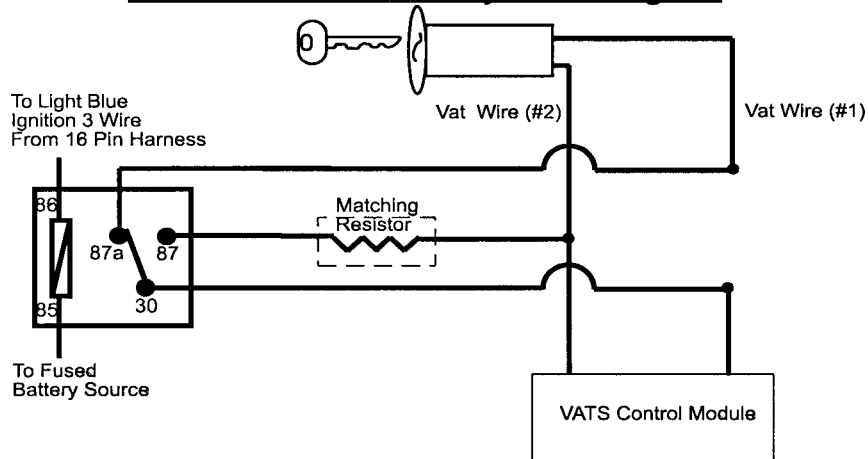 Vat Wire (#2)
Vat Wire (#1)
To Light Blue
Ignition 3 Wire
From 16 Pin Harness
86
87a
87
30
85
Matching
Resistor
To Fused
Battery Source
VATS Control Module